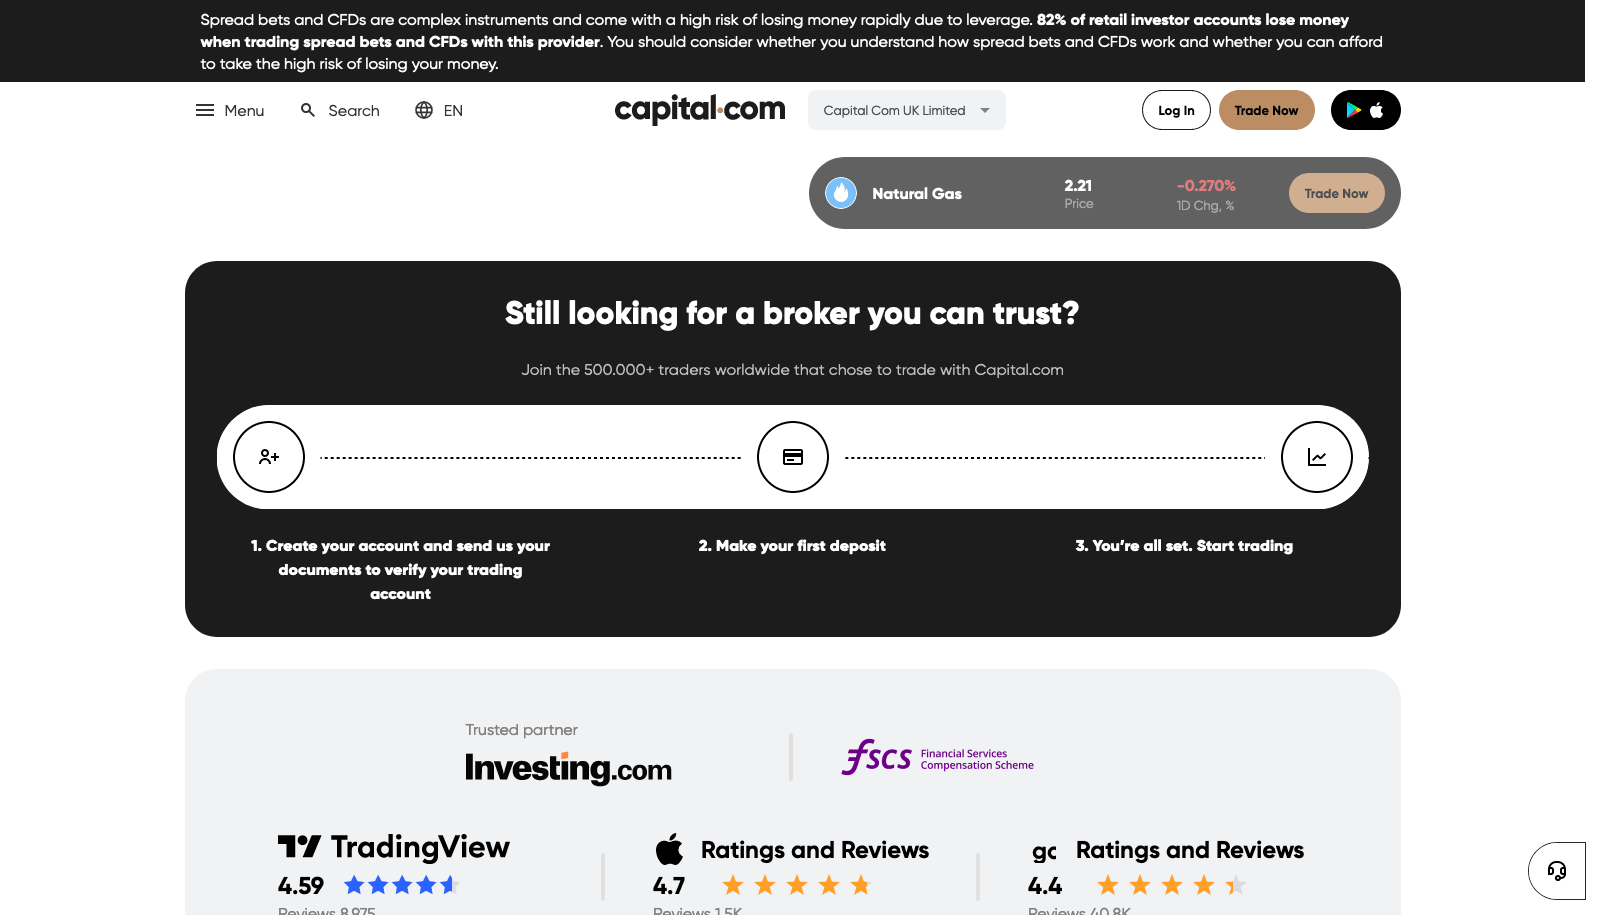 Spread bets and CFDs are complex instruments and come with a high risk of losing money rapidly due to leverage. 82% of retail investor accounts lose money
when trading spread bets and CFDs with this provider. You should consider whether you understand how spread bets and CFDs work and whether you can afford
to take the high risk of losing your money.
Menu
Search
EN
capital.com
Capital Com UK Limited
Log In
Trade Now
Natural Gas
2.21
Price
-0.270%
1D Chg, %
Trade Now
Still looking for a broker you can trust?
Join the 500.000+ traders worldwide that chose to trade with Capital.com
1. Create your account and send us your
documents to verify your trading
account
2. Make your first deposit
3. You’re all set. Start trading
Trusted partner
Investing.com
fscs Financial Services
Compensation Scheme
TradingView
4.59
Reviews 8,975
Ratings and Reviews
4.7
Reviews 1.5K
go Ratings and Reviews
4.4
Reviews 40.8K